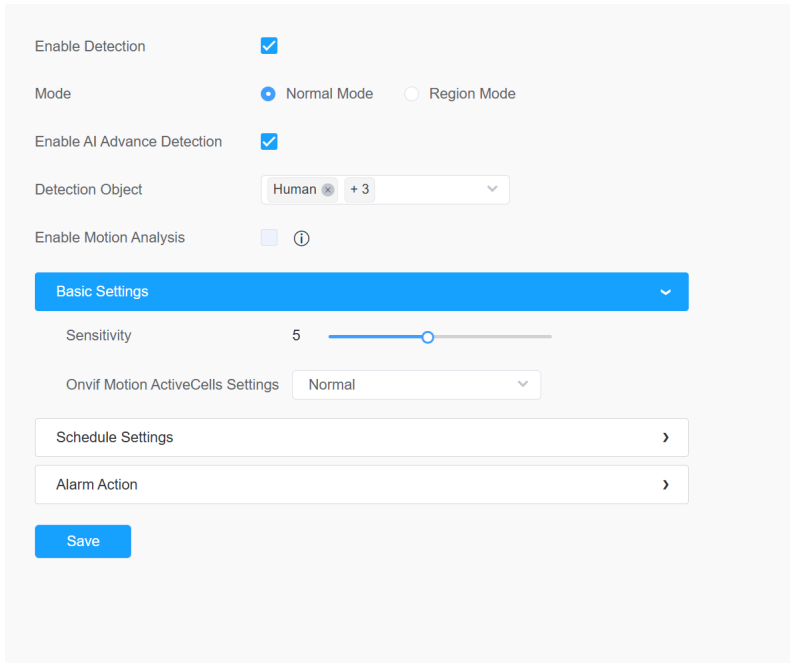 Enable Detection
Mode Normal Mode Region Mode
Enable AI Advance Detection
Detection Object Human + 3
Enable Motion Analysis
Basic Settings
Sensitivity 5
Onvif Motion ActiveCells Settings Normal
Schedule Settings
Alarm Action
Save